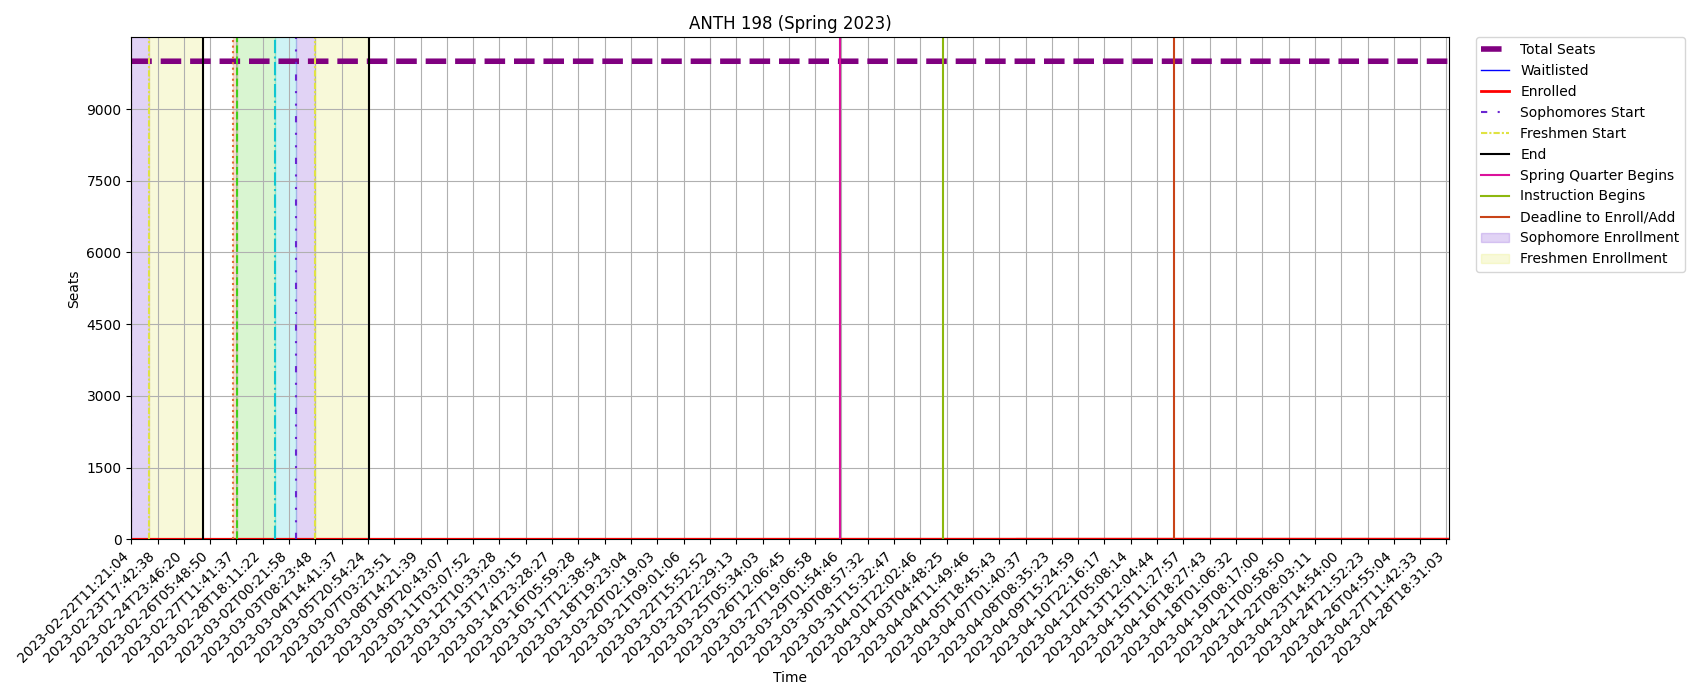 ANTH 198 (Spring 2023)
Total Seats
Waitlisted
Enrolled
Sophomores Start
Freshmen Start
End
Spring Quarter Begins
Instruction Begins
Deadline to Enroll/Add
Sophomore Enrollment
Freshmen Enrollment
Seats
9000
7500
6000
4500
3000
1500
0
2023-02-22T11:21:04
2023-02-23T17:42:38
2023-02-24T23:46:20
2023-02-26T05:48:50
2023-02-27T11:41:37
2023-02-28T18:11:22
2023-03-02T00:21:58
2023-03-03T08:23:48
2023-03-04T14:41:37
2023-03-05T20:54:24
2023-03-07T03:23:51
2023-03-08T14:21:39
2023-03-09T20:43:07
2023-03-11T03:07:52
2023-03-12T10:33:28
2023-03-13T17:03:15
2023-03-14T23:28:27
2023-03-16T05:59:28
2023-03-17T12:38:54
2023-03-18T19:23:04
2023-03-20T02:19:03
2023-03-21T09:01:06
2023-03-22T15:52:52
2023-03-23T22:29:13
2023-03-25T05:34:03
2023-03-26T12:06:45
2023-03-27T19:06:58
2023-03-29T01:54:46
2023-03-30T08:57:32
2023-03-31T15:32:47
2023-04-01T22:02:46
2023-04-03T04:48:25
2023-04-04T11:49:46
2023-04-05T18:45:43
2023-04-07T01:40:37
2023-04-08T08:35:23
2023-04-09T15:24:59
2023-04-10T22:16:17
2023-04-12T05:08:14
2023-04-13T12:04:44
2023-04-15T11:27:57
2023-04-16T18:27:43
2023-04-18T01:06:32
2023-04-19T08:17:00
2023-04-21T00:58:50
2023-04-22T08:03:11
2023-04-23T14:54:00
2023-04-24T21:52:23
2023-04-26T04:55:04
2023-04-27T11:42:33
2023-04-28T18:31:03
Time